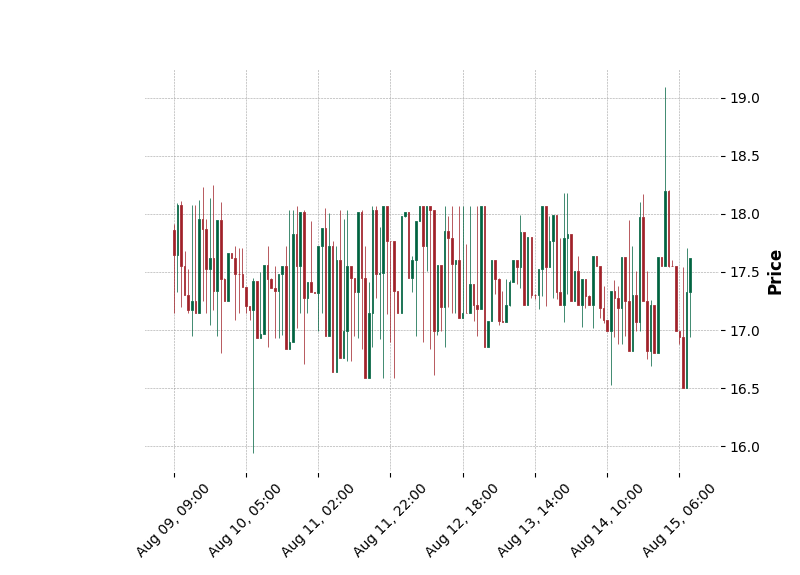 19.0
18.5
18.0
17.5
17.0
16.5
16.0
Price
Aug 09, 09:00
Aug 10, 05:00
Aug 11, 02:00
Aug 11, 22:00
Aug 12, 18:00
Aug 13, 14:00
Aug 14, 10:00
Aug 15, 06:00